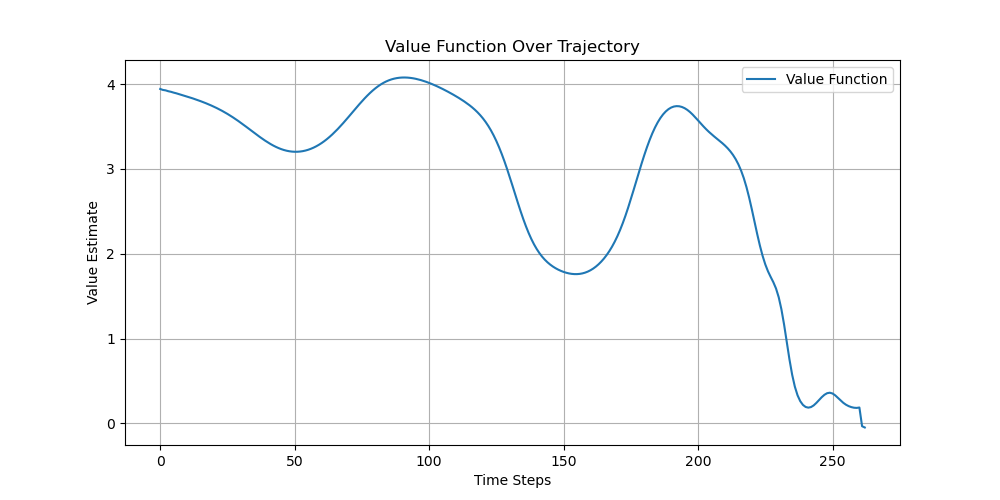 Value Function Over Trajectory
Value Function
Value Estimate
4
3
2
1
0
0 50 100 150 200 250
Time Steps